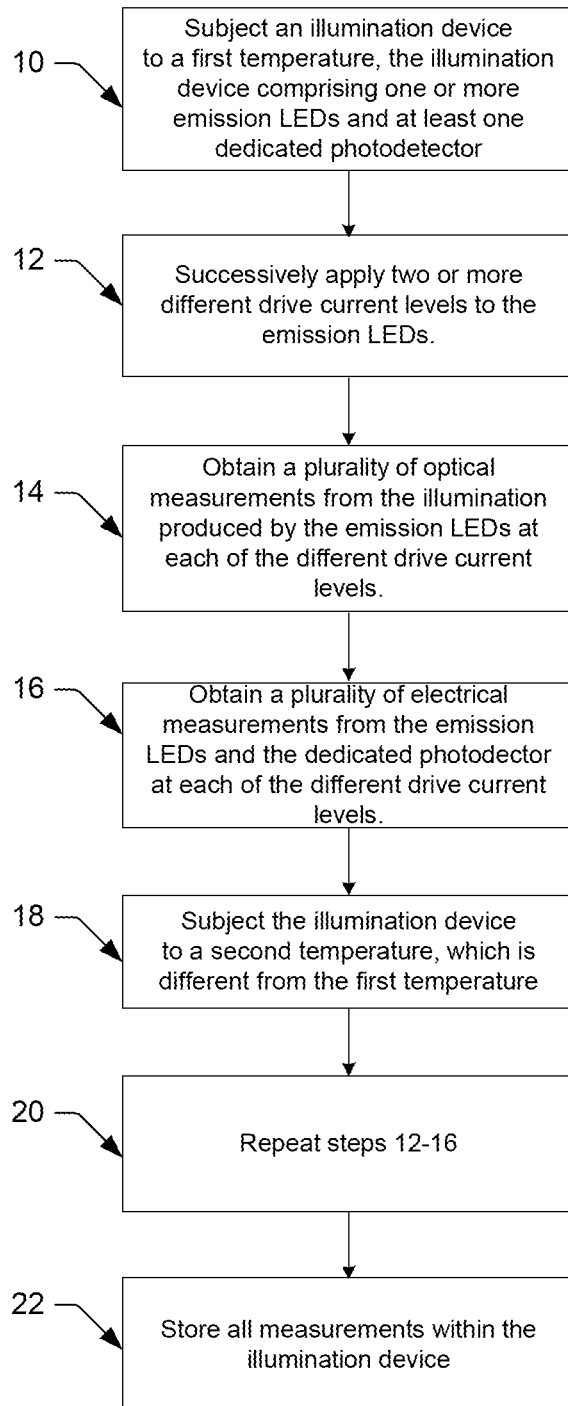 10
Subject an illumination device
to a first temperature, the illumination
device comprising one or more
emission LEDs and at least one
dedicated photodetector
12
Successively apply two or more
different drive current levels to the
emission LEDs.
14
Obtain a plurality of optical
measurements from the illumination
produced by the emission LEDs at
each of the different drive current
levels.
16
Obtain a plurality of electrical
measurements from the emission
LEDs and the dedicated photodector
at each of the different drive current
levels.
18
Subject the illumination device
to a second temperature, which is
different from the first temperature
20
Repeat steps 12-16
22
Store all measurements within the
illumination device